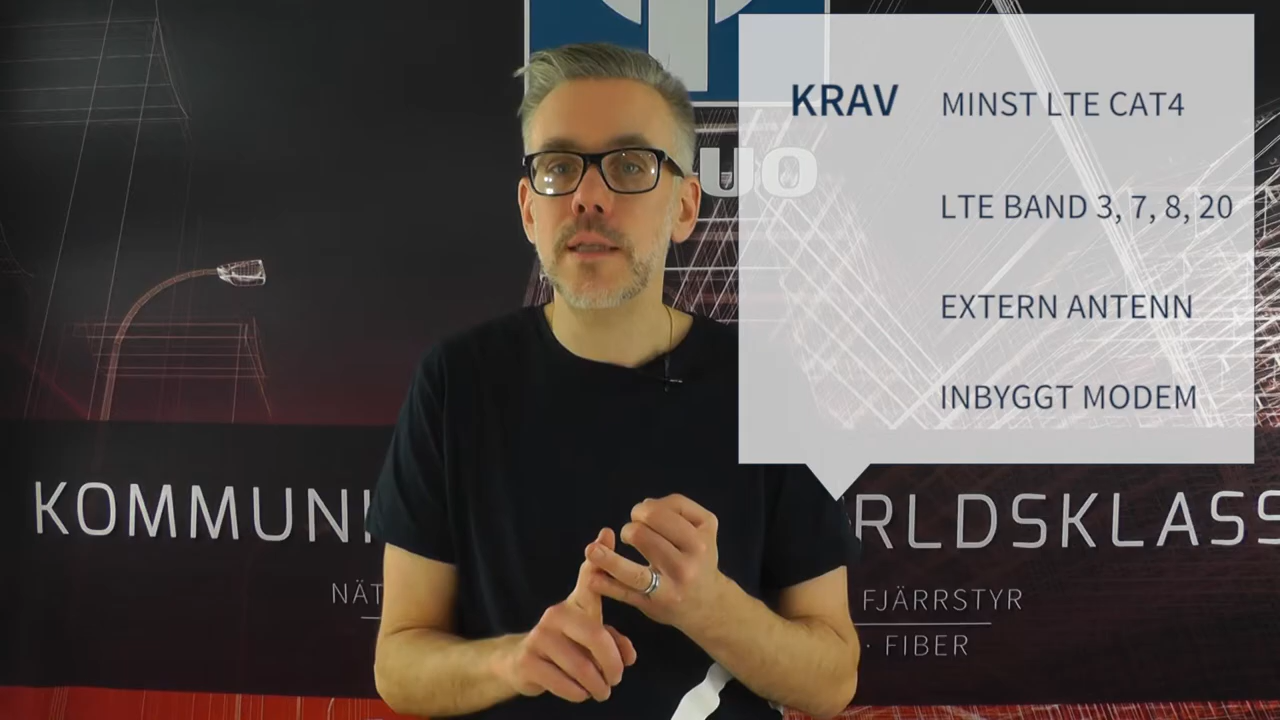 KRAV
MINST LTE CAT4
LTE BAND 3, 7, 8, 20
EXTERN ANTENN
INBYGGT MODEM
UO
KOMMUNI RLDSKLASS
NÄT FJÄRRSTYR
· FIBER